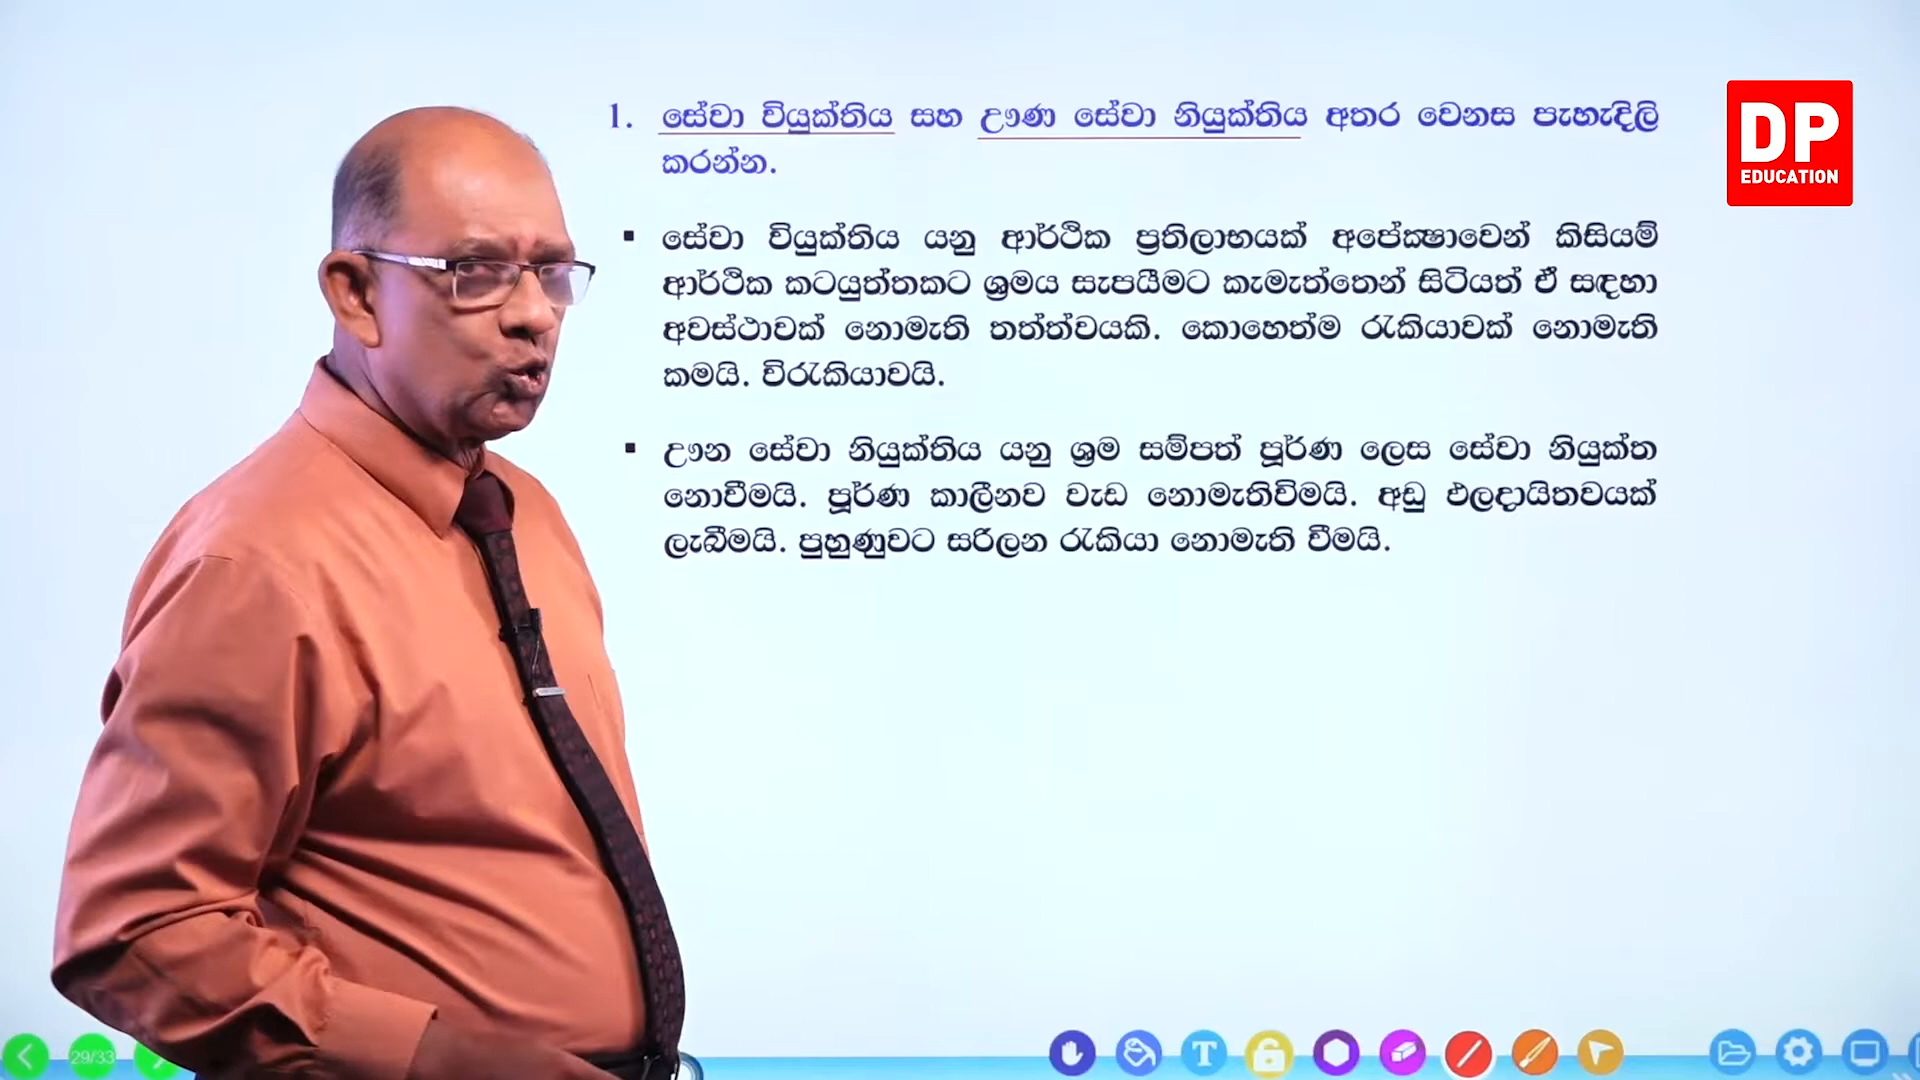 1. සේවා වියුක්තිය සහ ඌණ සේවා නියුක්තිය අතර වෙනස පැහැදිලි
කරන්න.
DP
EDUCATION
▪ සේවා වියුක්තිය යනු ආර්ථික ප්‍රතිලාභයක් අපේක්‍ෂාවෙන් කිසියම්
ආර්ථික කටයුත්තකට ශ්‍රමය සැපයීමට කැමැත්තෙන් සිටියත් ඒ සඳහා
අවස්ථාවක් නොමැති තත්ත්වයකි. කොහෙත්ම රැකියාවක් නොමැති
කමයි. විරැකියාවයි.
▪ ඌන සේවා නියුක්තිය යනු ශ්‍රම සම්පත් පූර්ණ ලෙස සේවා නියුක්ත
නොවීමයි. පූර්ණ කාලීනව වැඩ නොමැතිවිමයි. අඩු ඵලදායිතවයක්
ලැබීමයි. පුහුණුවට සරිලන රැකියා නොමැති වීමයි.
29/33
T